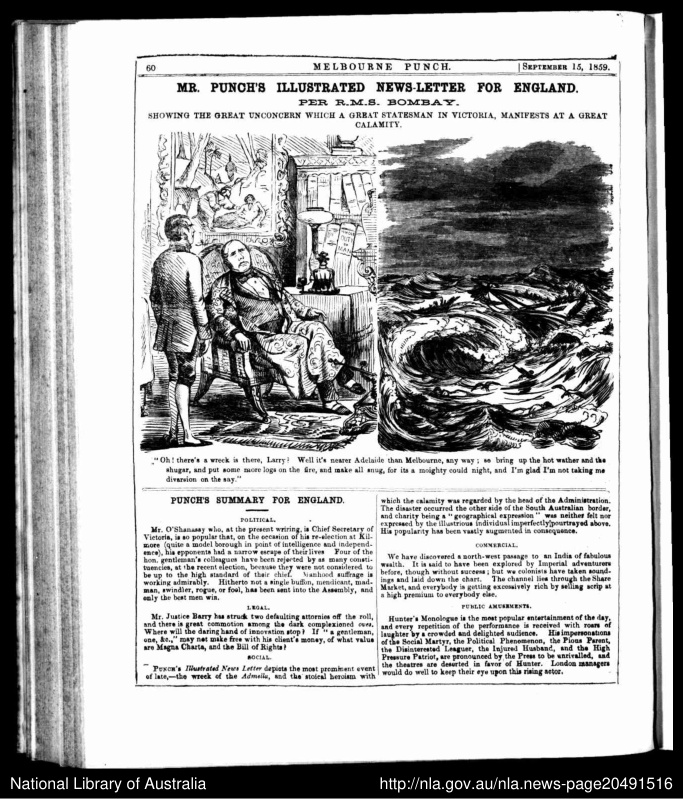 60
MELBOURNE PUNCH.
[SEPTEMBER 15, 1859.
MR. PUNCH'S ILLUSTRATED NEWS-LETTER FOR ENGLAND.
PER R.M.S. BOMBAY.
SHOWING THE GREAT UNCONCERN WHICH A GREAT STATESMAN IN VICTORIA, MANIFESTS AT A GREAT
CALAMITY.
"Oh! there's a wreck is there, Larry? Well it's nearer Adelaide than Melbourne, any way; so bring up the hot wather and the
shugar, and put some more logs on the fire, and make all snug, for its a moighty could night, and I'm glad I'm not taking me
divarsion on the say."
PUNCH'S SUMMARY FOR ENGLAND.
POLITICAL.
Mr. O'Shanassy who, at the present wriring, is Chief Secretary of
Victoria, is so popular that, on the occasion of his re-election at Kil-
more (quite a model borough in point of intelligence and independ-
ence), his opponents had a narrow escape of their lives Four of the
hon. gentleman's colleagues have been rejected by as many consti-
tuencies, at the recent election, because they were not considered to
be up to the high standard of their chief. Manhood suffrage is
working admirably. Hitherto not a single buffon, mendicant, mad-
man, swindler, rogue, or fool, has been sent into the Assembly, and
only the best men win.
LEGAL.
Mr. Justice Barry has struck two defaulting attornies off the roll,
and there is great commotion among the dark complexioned ones.
Where will the daring hand of innovation stop? If "a gentleman,
one, &c.," may not make free with his client's money, of what value
are Magna Charta, and the Bill of Rights?
SOCIAL.
PUNCH'S Illustrated News Letter depicts the most prominent event
of late,—the wreck of the Admella, and the stoical heroism with
which the calamity was regarded by the head of the Administration.
The disaster occurred the other side of the South Australian border,
and charity being a "geographical expression" was neither felt nor
expressed by the illustrious individual imperfectly pourtrayed above.
His popularity has been vastly augmented in consequence.
COMMERCIAL.
We have discovered a north-west passage to an India of fabulous
wealth. It is said to have been explored by Imperial adventurers
before, though without success; but we colonists have taken sound-
ings and laid down the chart. The channel lies through the Share
Market, and everybody is getting excessively rich by selling scrip at
a high premium to everybody else.
PUBLIC AMUSEMENTS.
Hunter's Monologue is the most popular entertainment of the day,
and every repetition of the performance is received with roars of
laughter by a crowded and delighted audience. His impersonations
of the Social Martyr, the Political Phenomenon, the Pious Parent,
the Disinterested Leaguer, the Injured Husband, and the High
Pressure Patriot, are pronounced by the Press to be unrivalled, and
the theatres are deserted in favor of Hunter. London managers
would do well to keep their eye upon this rising actor.
National Library of Australia
http://nla.gov.au/nla.news-page20491516